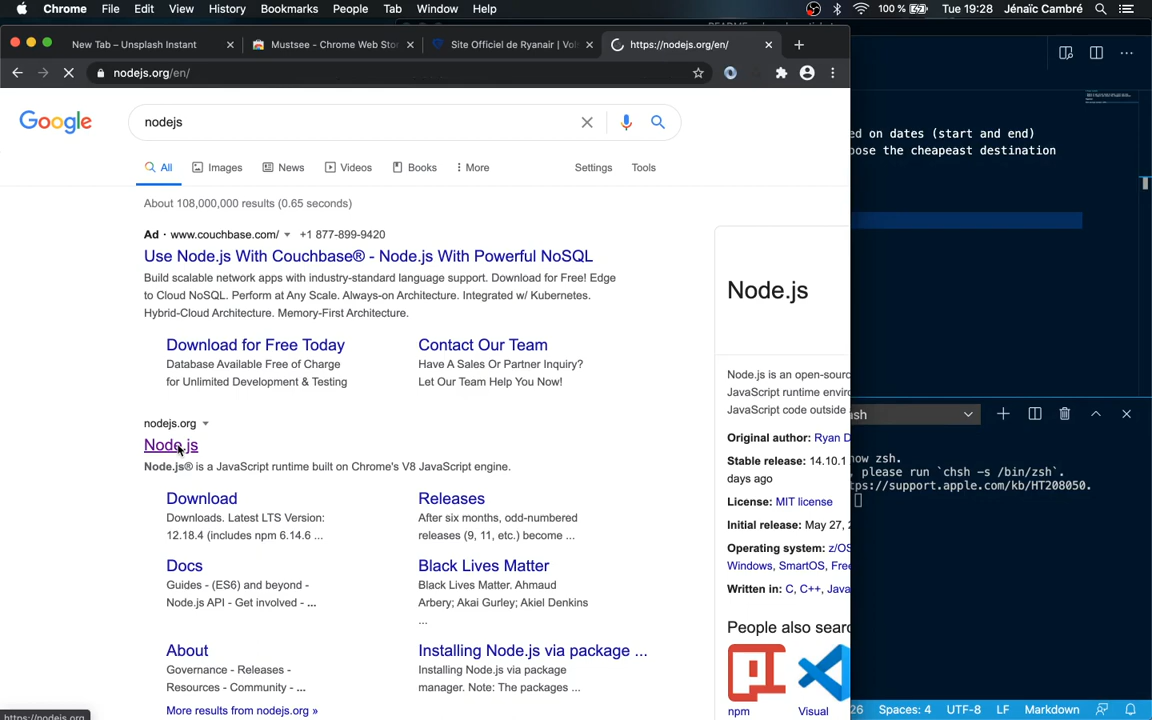 Chrome File Edit View History Bookmarks People Tab Window Help 100 % Tue 19:28 Jénaïc Cambré
New Tab – Unsplash Instant Mustsee - Chrome Web Sto Site Officiel de Ryanair | Vol https://nodejs.org/en/
nodejs.org/en/
Google nodejs
All Images News Videos Books More Settings Tools
About 108,000,000 results (0.65 seconds)
Ad · www.couchbase.com/ +1 877-899-9420
Use Node.js With Couchbase® - Node.js With Powerful NoSQL
Build scalable network apps with industry-standard language support. Download for Free! Edge
to Cloud NoSQL. Perform at Any Scale. Always-on Architecture. Integrated w/ Kubernetes.
Hybrid-Cloud Architecture. Memory-First Architecture.
Download for Free Today
Database Available Free of Charge
for Unlimited Development & Testing
Contact Our Team
Have A Sales Or Partner Inquiry?
Let Our Team Help You Now!
nodejs.org
Node.js
Node.js® is a JavaScript runtime built on Chrome's V8 JavaScript engine.
Download
Downloads. Latest LTS Version:
12.18.4 (includes npm 6.14.6 ...
Releases
After six months, odd-numbered
releases (9, 11, etc.) become ...
Docs
Guides - (ES6) and beyond -
Node.js API - Get involved - ...
Black Lives Matter
Black Lives Matter. Ahmaud
Arbery; Akai Gurley; Akiel Denkins
...
About
Governance - Releases -
Resources - Community - ...
Installing Node.js via package ...
Installing Node.js via package
manager. Note: The packages ...
More results from nodejs.org »
https://nodejs.org
Node.js
Node.js is an open-sourc
JavaScript runtime enviro
JavaScript code outside
Original author: Ryan D
Stable release: 14.10.1
days ago
License: MIT license
Initial release: May 27, 2
Operating system: z/OS
Windows, SmartOS, Free
Written in: C, C++, Java
People also searc
npm Visual
ed on dates (start and end)
oose the cheapeast destination
sh
now zsh.
, please run `chsh -s /bin/zsh`.
tps://support.apple.com/kb/HT208050.
26 Spaces: 4 UTF-8 LF Markdown